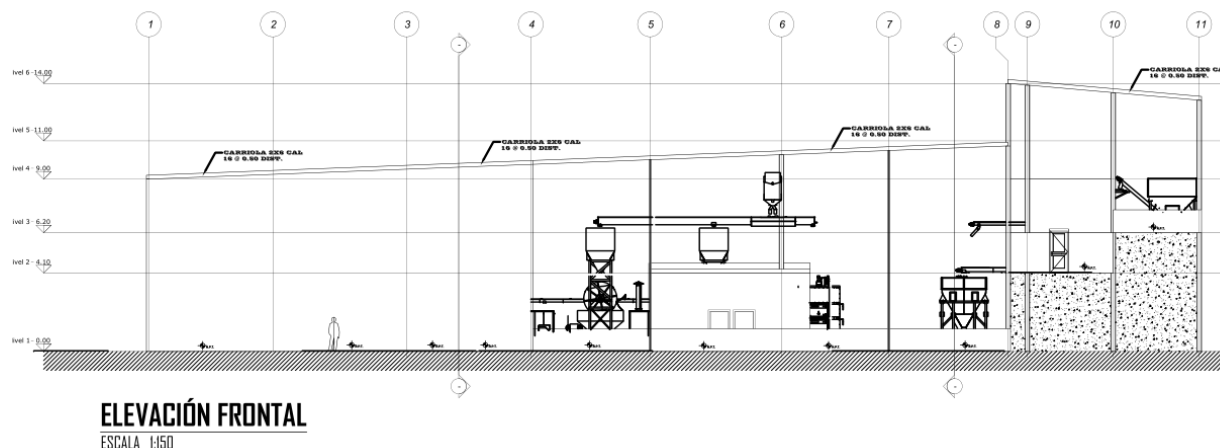 1 2 3 4 5 6 7 8 9 10 11
- -
ivel 6 - 14.00
CARRIOLA 2X6 CA
16 @ 0.50 DIST.
ivel 5 - 11.00
CARRIOLA 2X6 CAL
16 @ 0.50 DIST.
CARRIOLA 2X6 CAL
16 @ 0.50 DIST.
CARRIOLA 2X6 CAL
16 @ 0.50 DIST.
ivel 4 - 9.00
ivel 3 - 6.20
ivel 2 - 4.10
ivel 1 - 0.00
- -
ELEVACIÓN FRONTAL
ESCALA 1:150